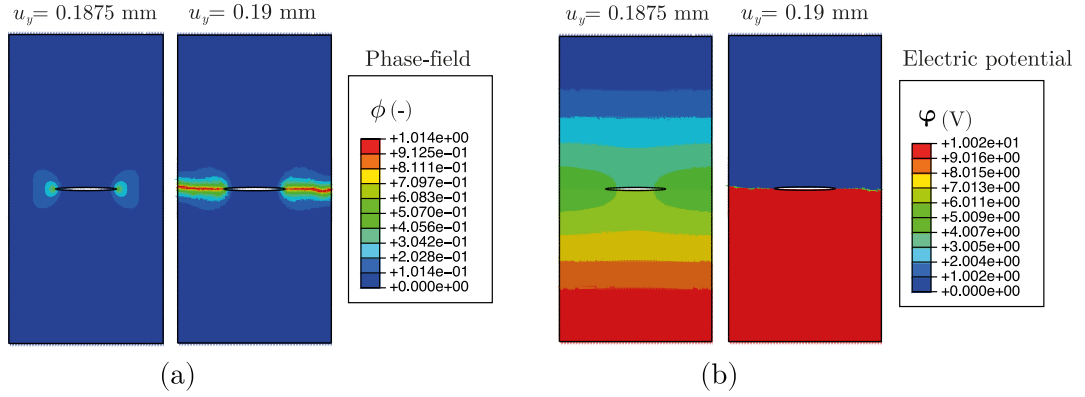 u_y = 0.1875 mm
u_y = 0.19 mm
Phase-field
ϕ (-)
+1.014e+00
+9.125e−01
+8.111e−01
+7.097e−01
+6.083e−01
+5.070e−01
+4.056e−01
+3.042e−01
+2.028e−01
+1.014e−01
+0.000e+00
(a)
u_y = 0.1875 mm
u_y = 0.19 mm
Electric potential
φ (V)
+1.002e+01
+9.016e+00
+8.015e+00
+7.013e+00
+6.011e+00
+5.009e+00
+4.007e+00
+3.005e+00
+2.004e+00
+1.002e+00
+0.000e+00
(b)